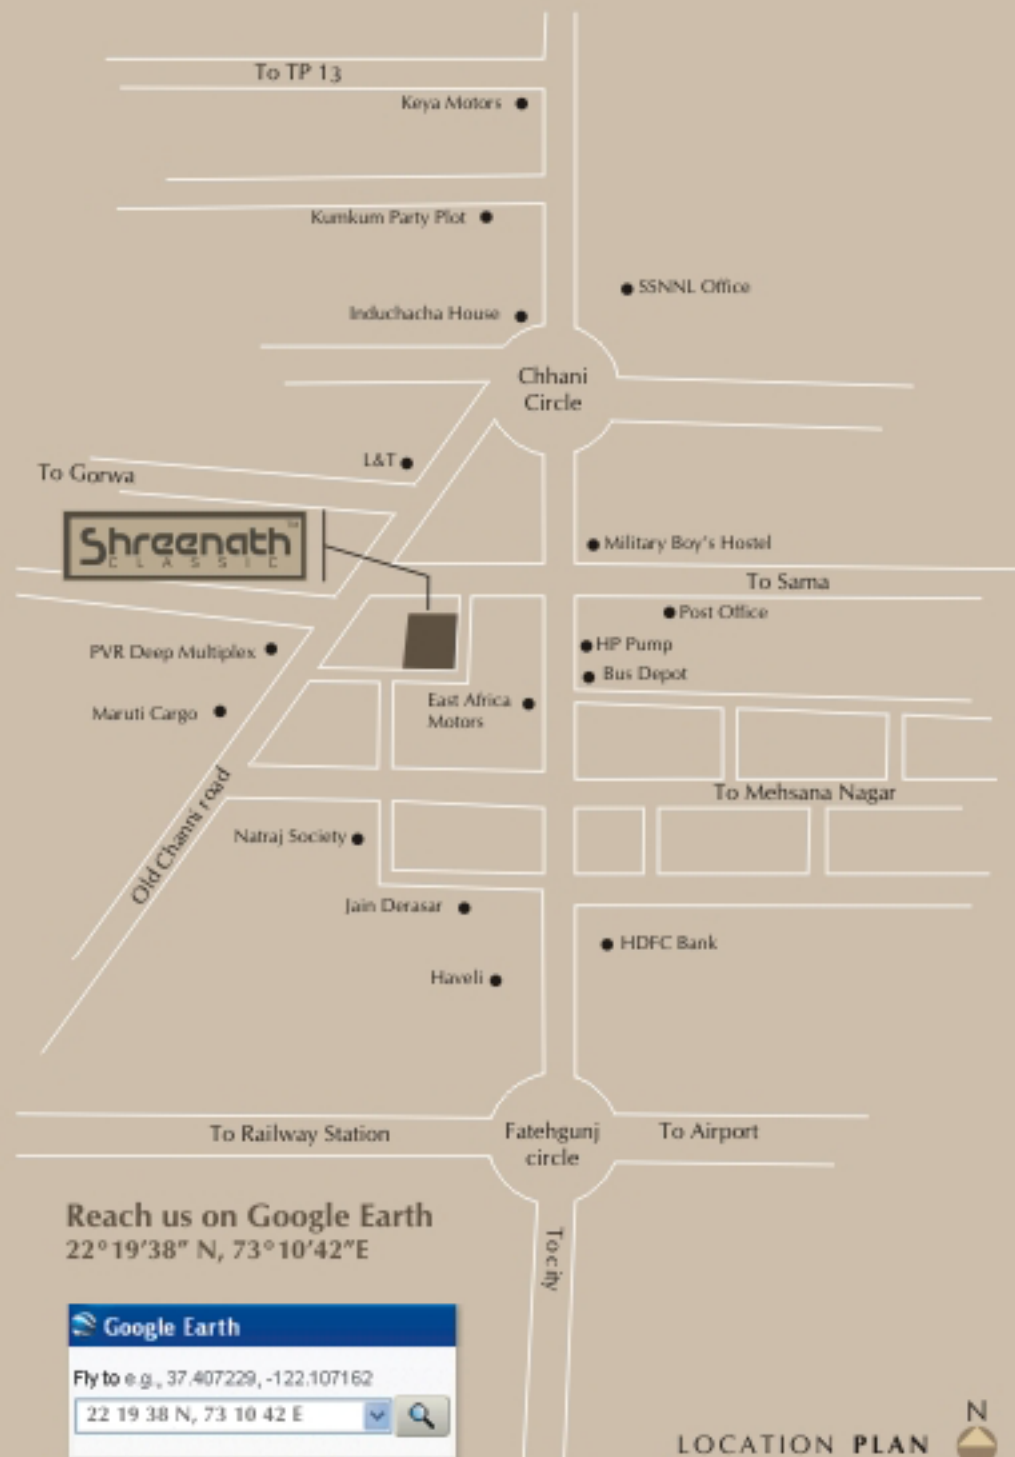 To TP 13
Keya Motors
Kumkum Party Plot
SSNNL Office
Induchacha House
Chhani
Circle
L&T
To Gorwa
Shreenath™
CLASSIC
Military Boy's Hostel
To Sama
Post Office
HP Pump
PVR Deep Multiplex
Bus Depot
East Africa
Motors
Maruti Cargo
To Mehsana Nagar
Old Channi road
Natraj Society
Jain Derasar
HDFC Bank
Haveli
To Railway Station
Fatehgunj
circle
To Airport
To city
Reach us on Google Earth
22°19'38" N, 73°10'42"E
Google Earth
Fly to e.g., 37.407229, -122.107162
22 19 38 N, 73 10 42 E
N
LOCATION PLAN